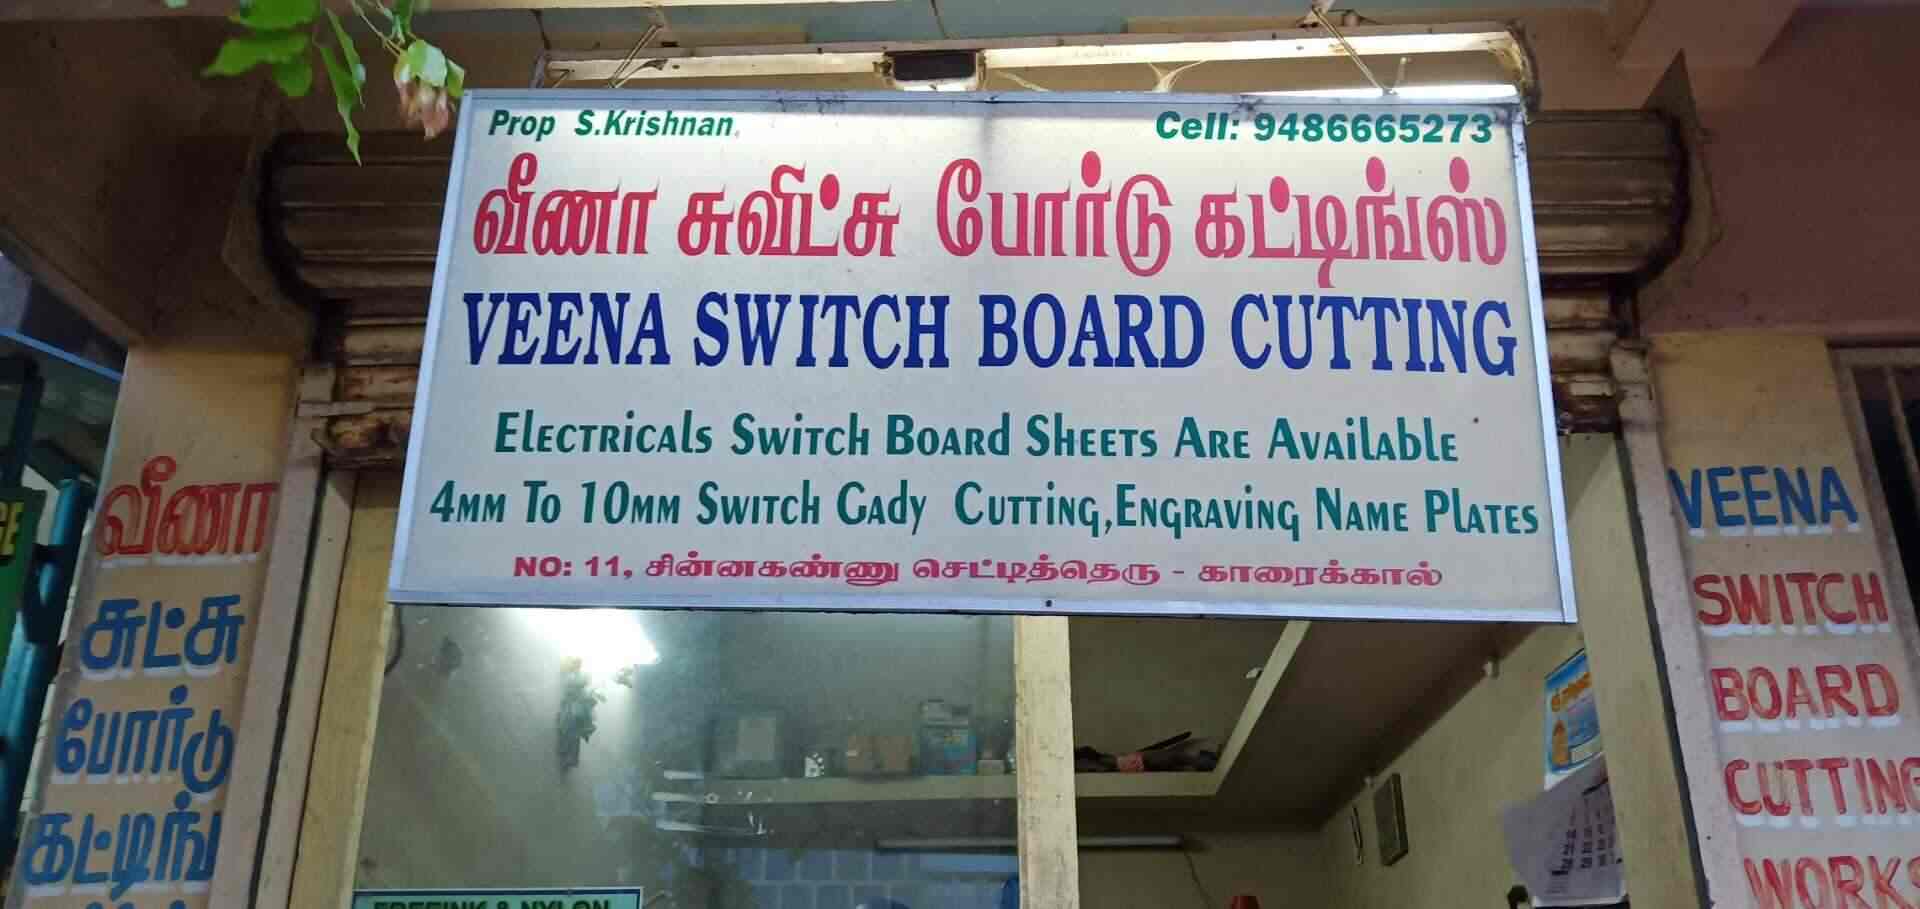 Prop S.Krishnan.
Cell: 9486665273
வீணா சுவிட்சு போர்டு கட்டிங்ஸ்
VEENA SWITCH BOARD CUTTING
ELECTRICALS SWITCH BOARD SHEETS ARE AVAILABLE
4MM TO 10MM SWITCH GADY CUTTING,ENGRAVING NAME PLATES
NO: 11, சின்னகண்ணு செட்டித்தெரு - காரைக்கால்
வீணா
சுட்சு
போர்டு
கட்டிங்
VEENA
SWITCH
BOARD
CUTTING
WORKS